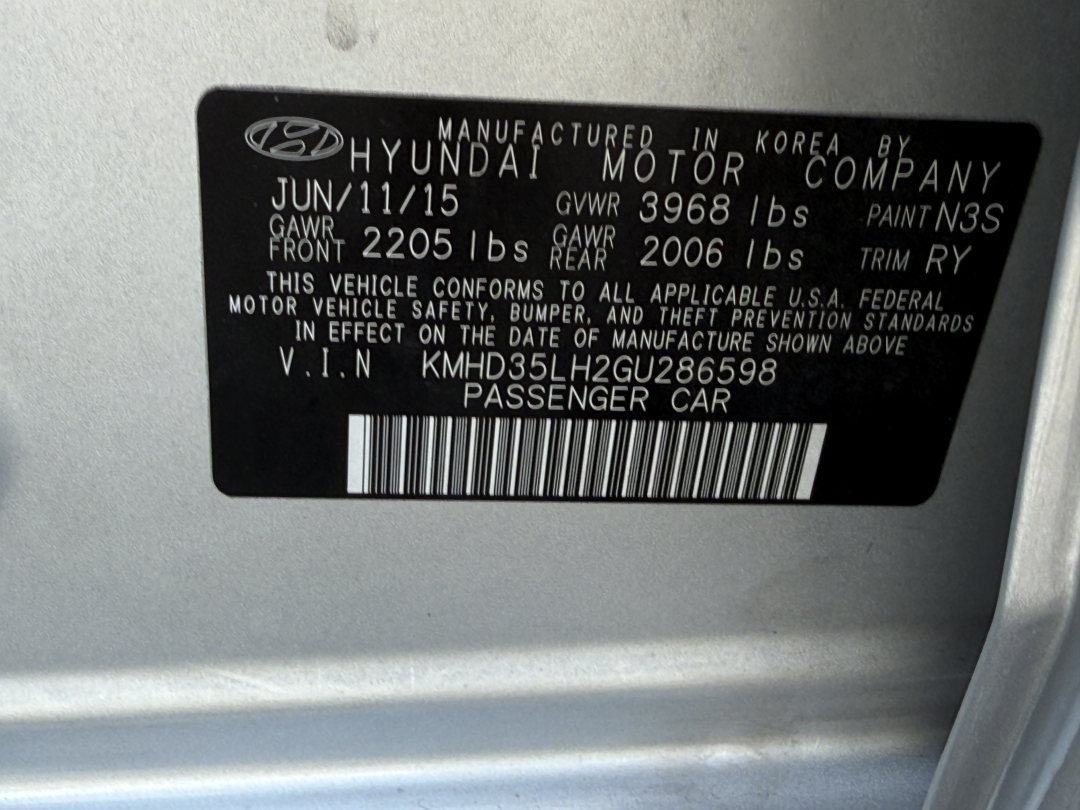 MANUFACTURED IN KOREA BY
HYUNDAI MOTOR COMPANY
JUN/11/15 GVWR 3968 lbs PAINT N3S
GAWR FRONT 2205 lbs GAWR REAR 2006 lbs TRIM RY
THIS VEHICLE CONFORMS TO ALL APPLICABLE U.S.A. FEDERAL
MOTOR VEHICLE SAFETY, BUMPER, AND THEFT PREVENTION STANDARDS
IN EFFECT ON THE DATE OF MANUFACTURE SHOWN ABOVE
V.I.N KMHD35LH2GU286598
PASSENGER CAR